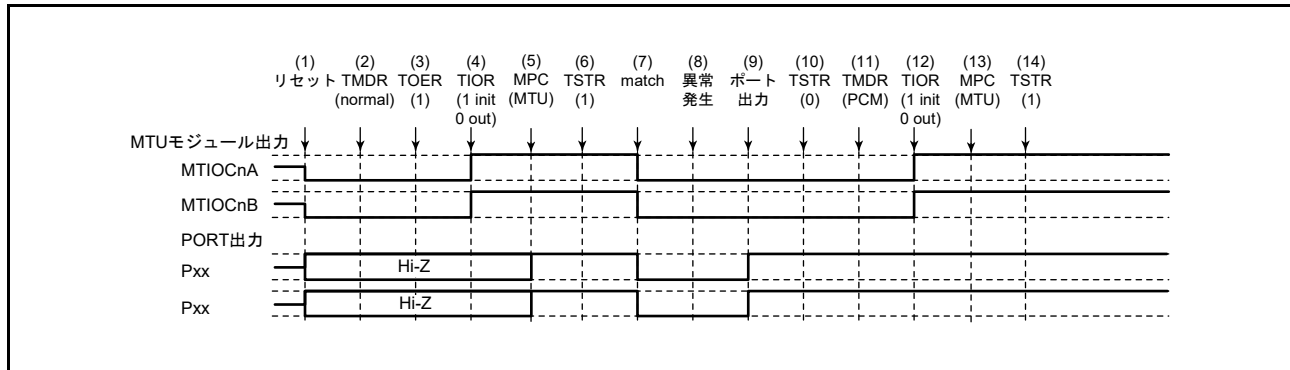 (1) (2) (3) (4) (5) (6) (7) (8) (9) (10) (11) (12) (13) (14)
リセット TMDR TOER TIOR MPC TSTR match 異常 ポート TSTR TMDR TIOR MPC TSTR
(normal) (1) (1 init (MTU) (1) 発生 出力 (0) (PCM) (1 init (MTU) (1)
0 out) 0 out)
MTUモジュール出力
MTIOCnA
MTIOCnB
PORT出力
Pxx Hi-Z
Pxx Hi-Z